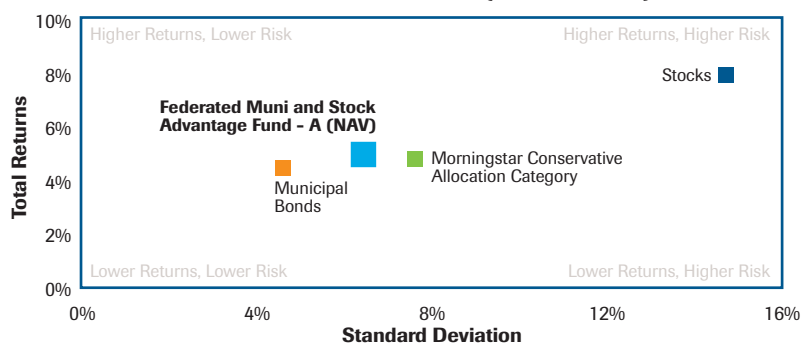 10%
8%
6%
4%
2%
0%
Total Returns
Higher Returns, Lower Risk
Higher Returns, Higher Risk
Stocks
Federated Muni and Stock
Advantage Fund - A (NAV)
Morningstar Conservative
Allocation Category
Municipal
Bonds
Lower Returns, Lower Risk
Lower Returns, Higher Risk
0%
4%
8%
12%
16%
Standard Deviation